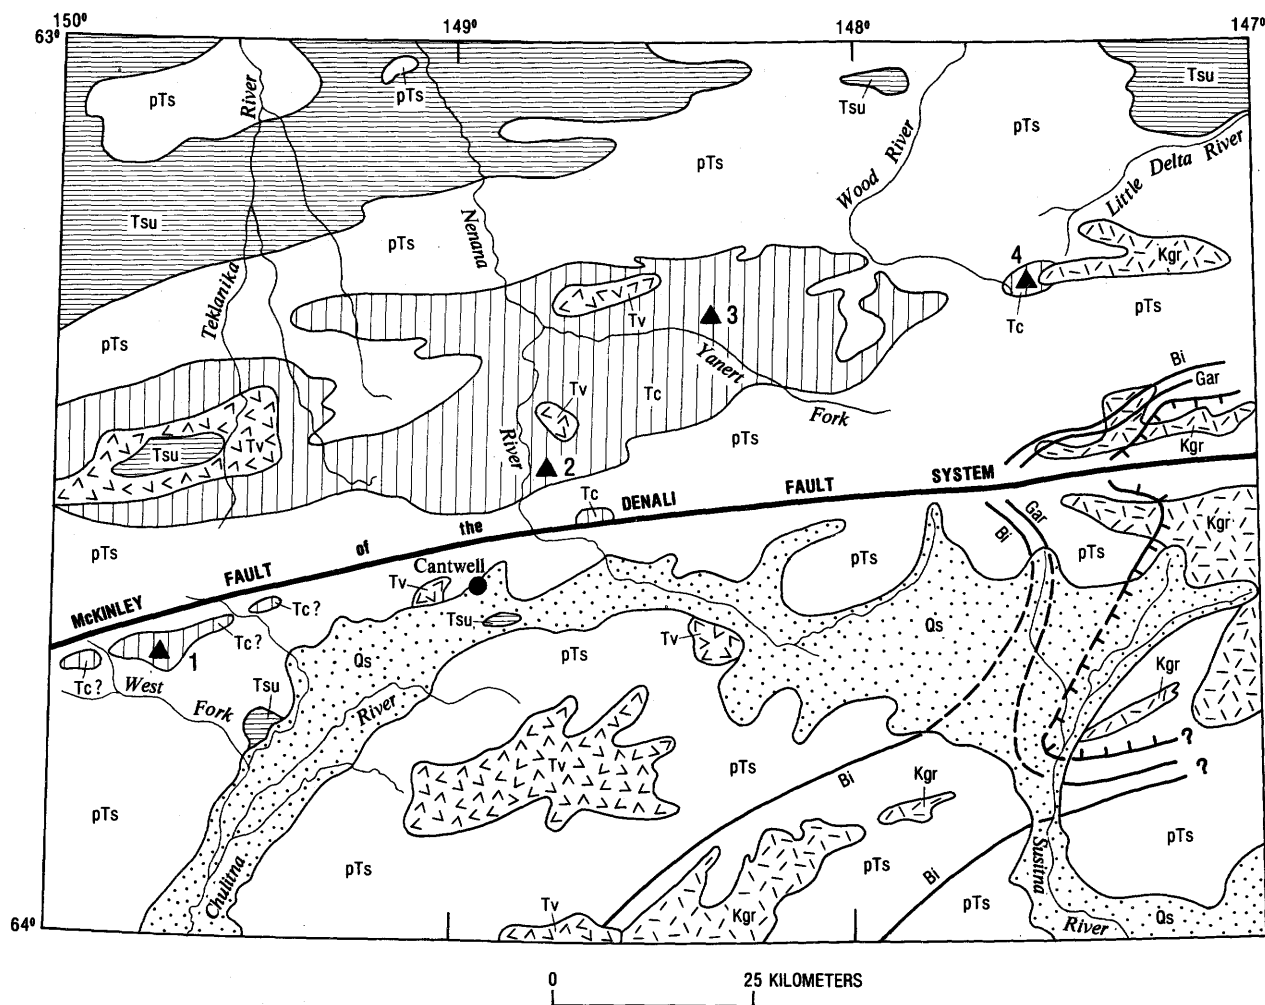 150°
149°
148°
147°
63°
pTs
River
pTs
Tsu
Tsu
pTs
pTs
Wood River
Little Delta River
Tsu
pTs
Nenana
4
Kgr
Teklanika
Tv
3
Tc
pTs
pTs
Yanert
Bi
Gar
Tv
Tc
Fork
Tsu
Tv
River
2
pTs
Kgr
Tc
DENALI
FAULT
SYSTEM
pTs
the
of
FAULT
McKINLEY
Gar
Bi
Kgr
pTs
pTs
Cantwell
Tv
Tc?
Tsu
Tc?
1
Tc?
Qs
pTs
Tv
Qs
Kgr
West
Fork
Tsu
River
Tv
pTs
Bi
Kgr
?
?
pTs
pTs
Chulitna
pTs
Bi
Susitna
pTs
Tv
Kgr
pTs
Qs
River
64°
0
25 KILOMETERS